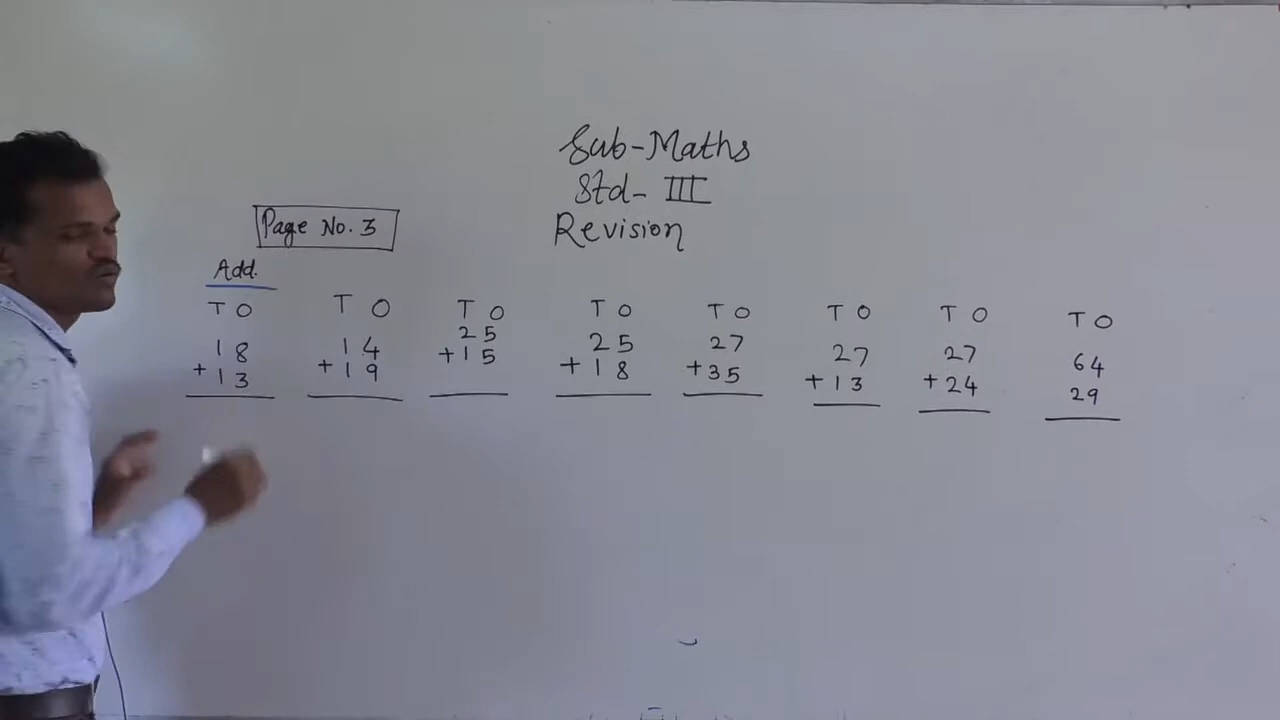 Sub-Maths
Std- III
Revision
Page No. 3
Add.
T O T O T O T O T O T O T O T O
18 14 25 25 27 27 27 64
+13 +19 +15 +18 +35 +13 +24 29